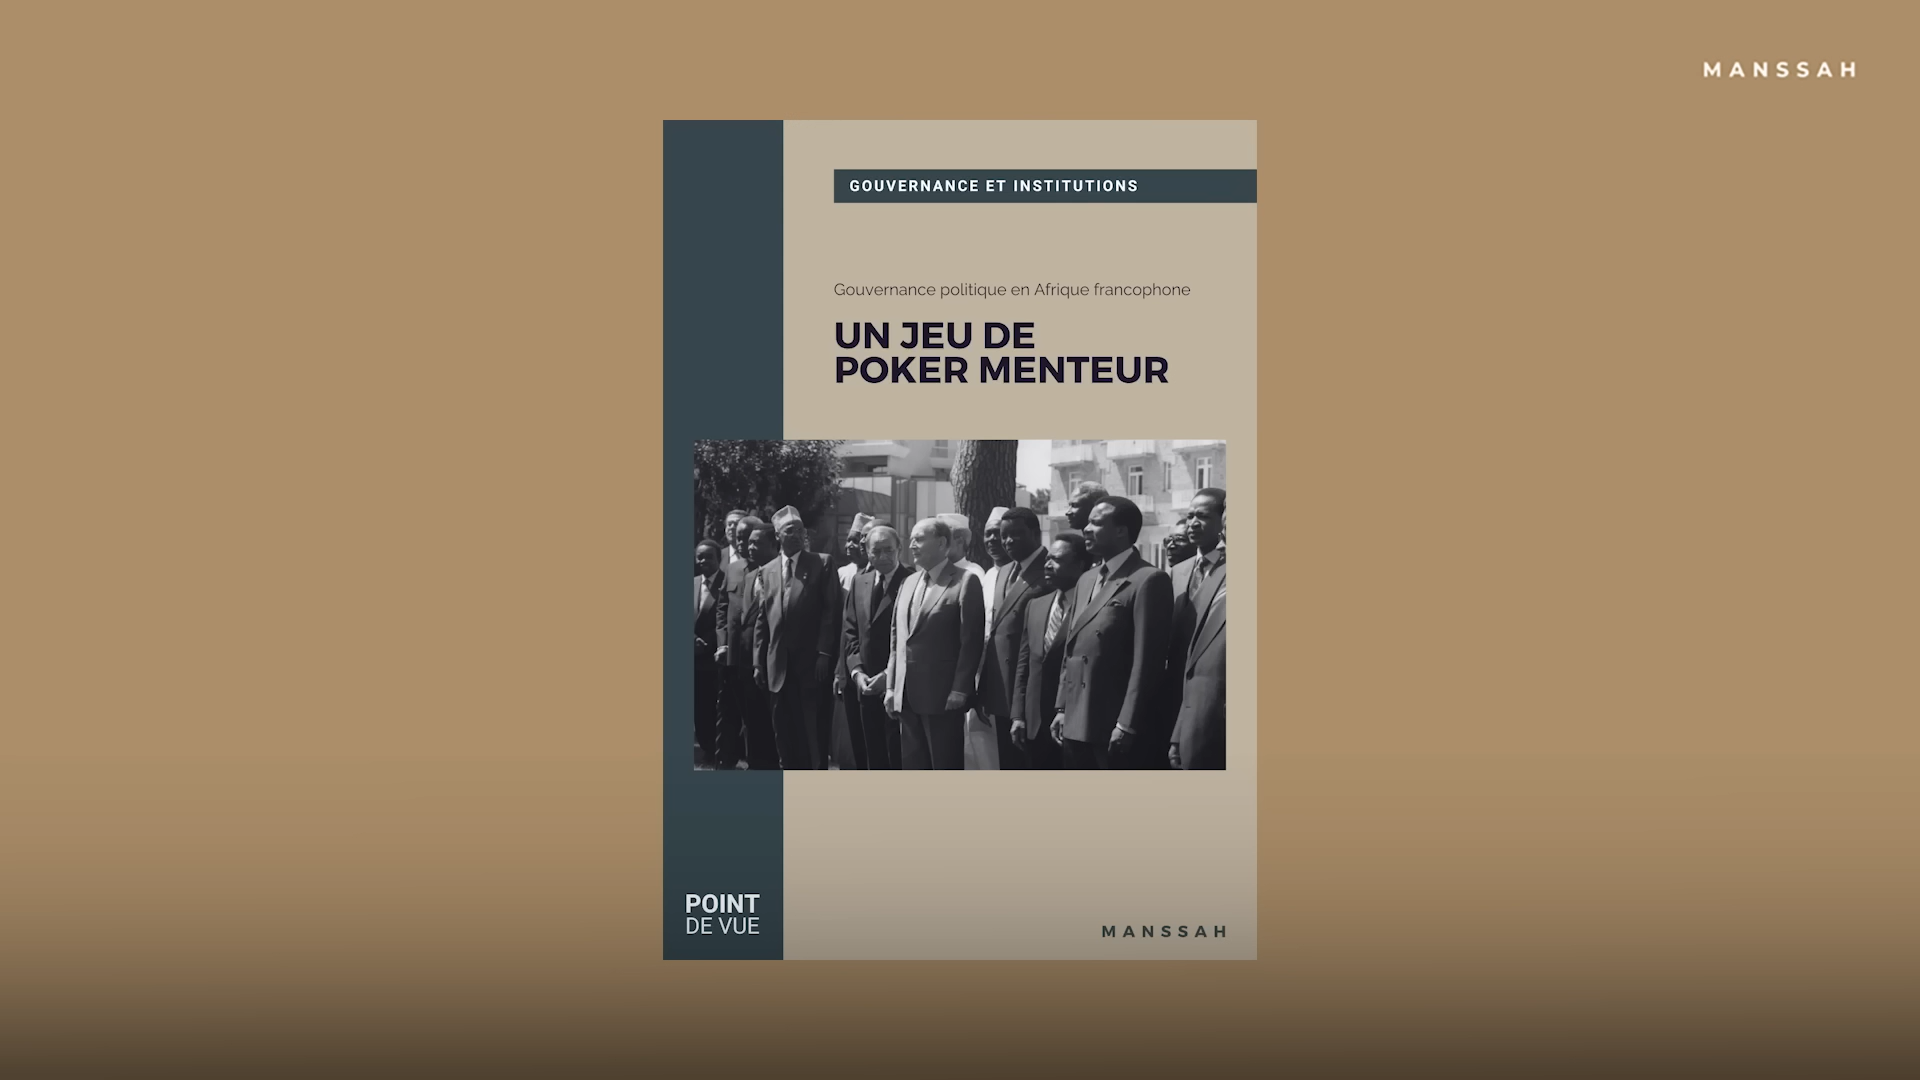 MANSSAH
GOUVERNANCE ET INSTITUTIONS
Gouvernance politique en Afrique francophone
UN JEU DE
POKER MENTEUR
POINT
DE VUE
MANSSAH